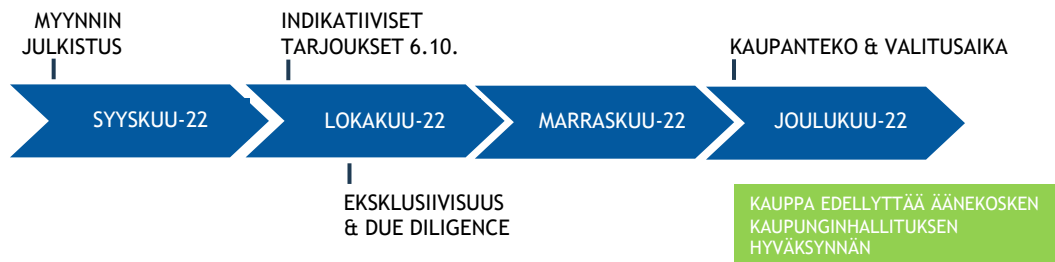 MYYNNIN
JULKISTUS
INDIKATIIVISET
TARJOUKSET 6.10.
KAUPANTEKO & VALITUSAIKA
SYYSKUU-22
LOKAKUU-22
MARRASKUU-22
JOULUKUU-22
EKSKLUSIIVISUUS
& DUE DILIGENCE
KAUPPA EDELLYTTÄÄ ÄÄNEKOSKEN
KAUPUNGINHALLITUKSEN
HYVÄKSYNNÄN